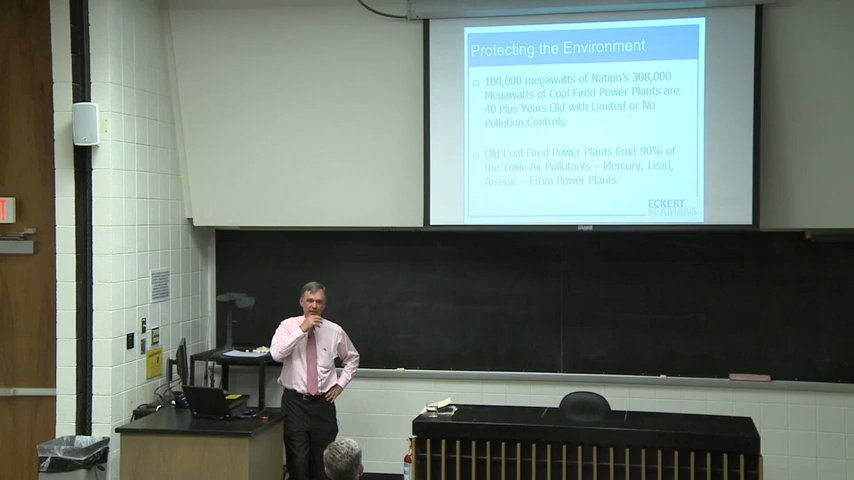 Protecting the Environment
100,000 megawatts of Nation's 308,000
Megawatts of Coal Fired Power Plants are
40 Plus Years Old with Limited or No
Pollution Controls
Old Coal Fired Power Plants Emit 90% of
the Toxic Air Pollutants – Mercury, Lead,
Arsenic – From Power Plants
ECKERT
SEAMANS